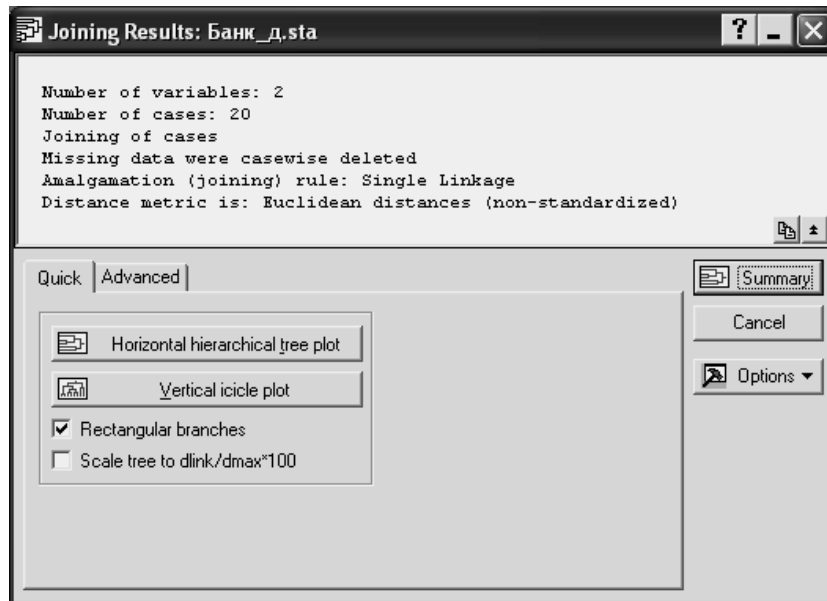 Joining Results: Банк_д.sta
Number of variables: 2
Number of cases: 20
Joining of cases
Missing data were casewise deleted
Amalgamation (joining) rule: Single Linkage
Distance metric is: Euclidean distances (non-standardized)
Quick
Advanced
Summary
Horizontal hierarchical tree plot
Cancel
Vertical icicle plot
Options
Rectangular branches
Scale tree to dlink/dmax*100